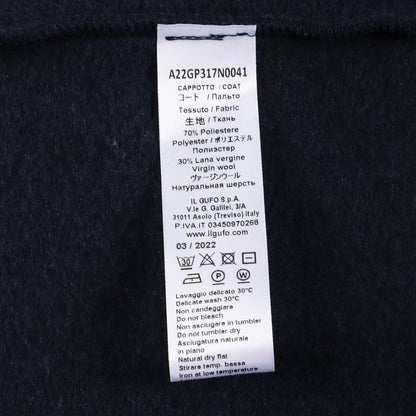 A22GP317N0041
CAPPOTTO / COAT
コート / Пальто
Tessuto / Fabric
生地 / Ткань
70% Poliestere
Polyester / ポリエステル
Полиэстер
30% Lana vergine
Virgin wool
ヴァージンウール
Натуральная шерсть
IL GUFO S.p.A.
V.le G. Galilei, 3/A
31011 Asolo (Treviso) Italy
P.IVA.IT 03450970268
www.ilgufo.com
03 / 2022
30
P W
Lavaggio delicato 30°C
Delicate wash 30°C
Non candeggiare
Do not bleach
Non asciugare in tumbler
Do not tumbler dry
Asciugatura naturale
in piano
Natural dry flat
Stirare temp. bassa
Iron at low temperature